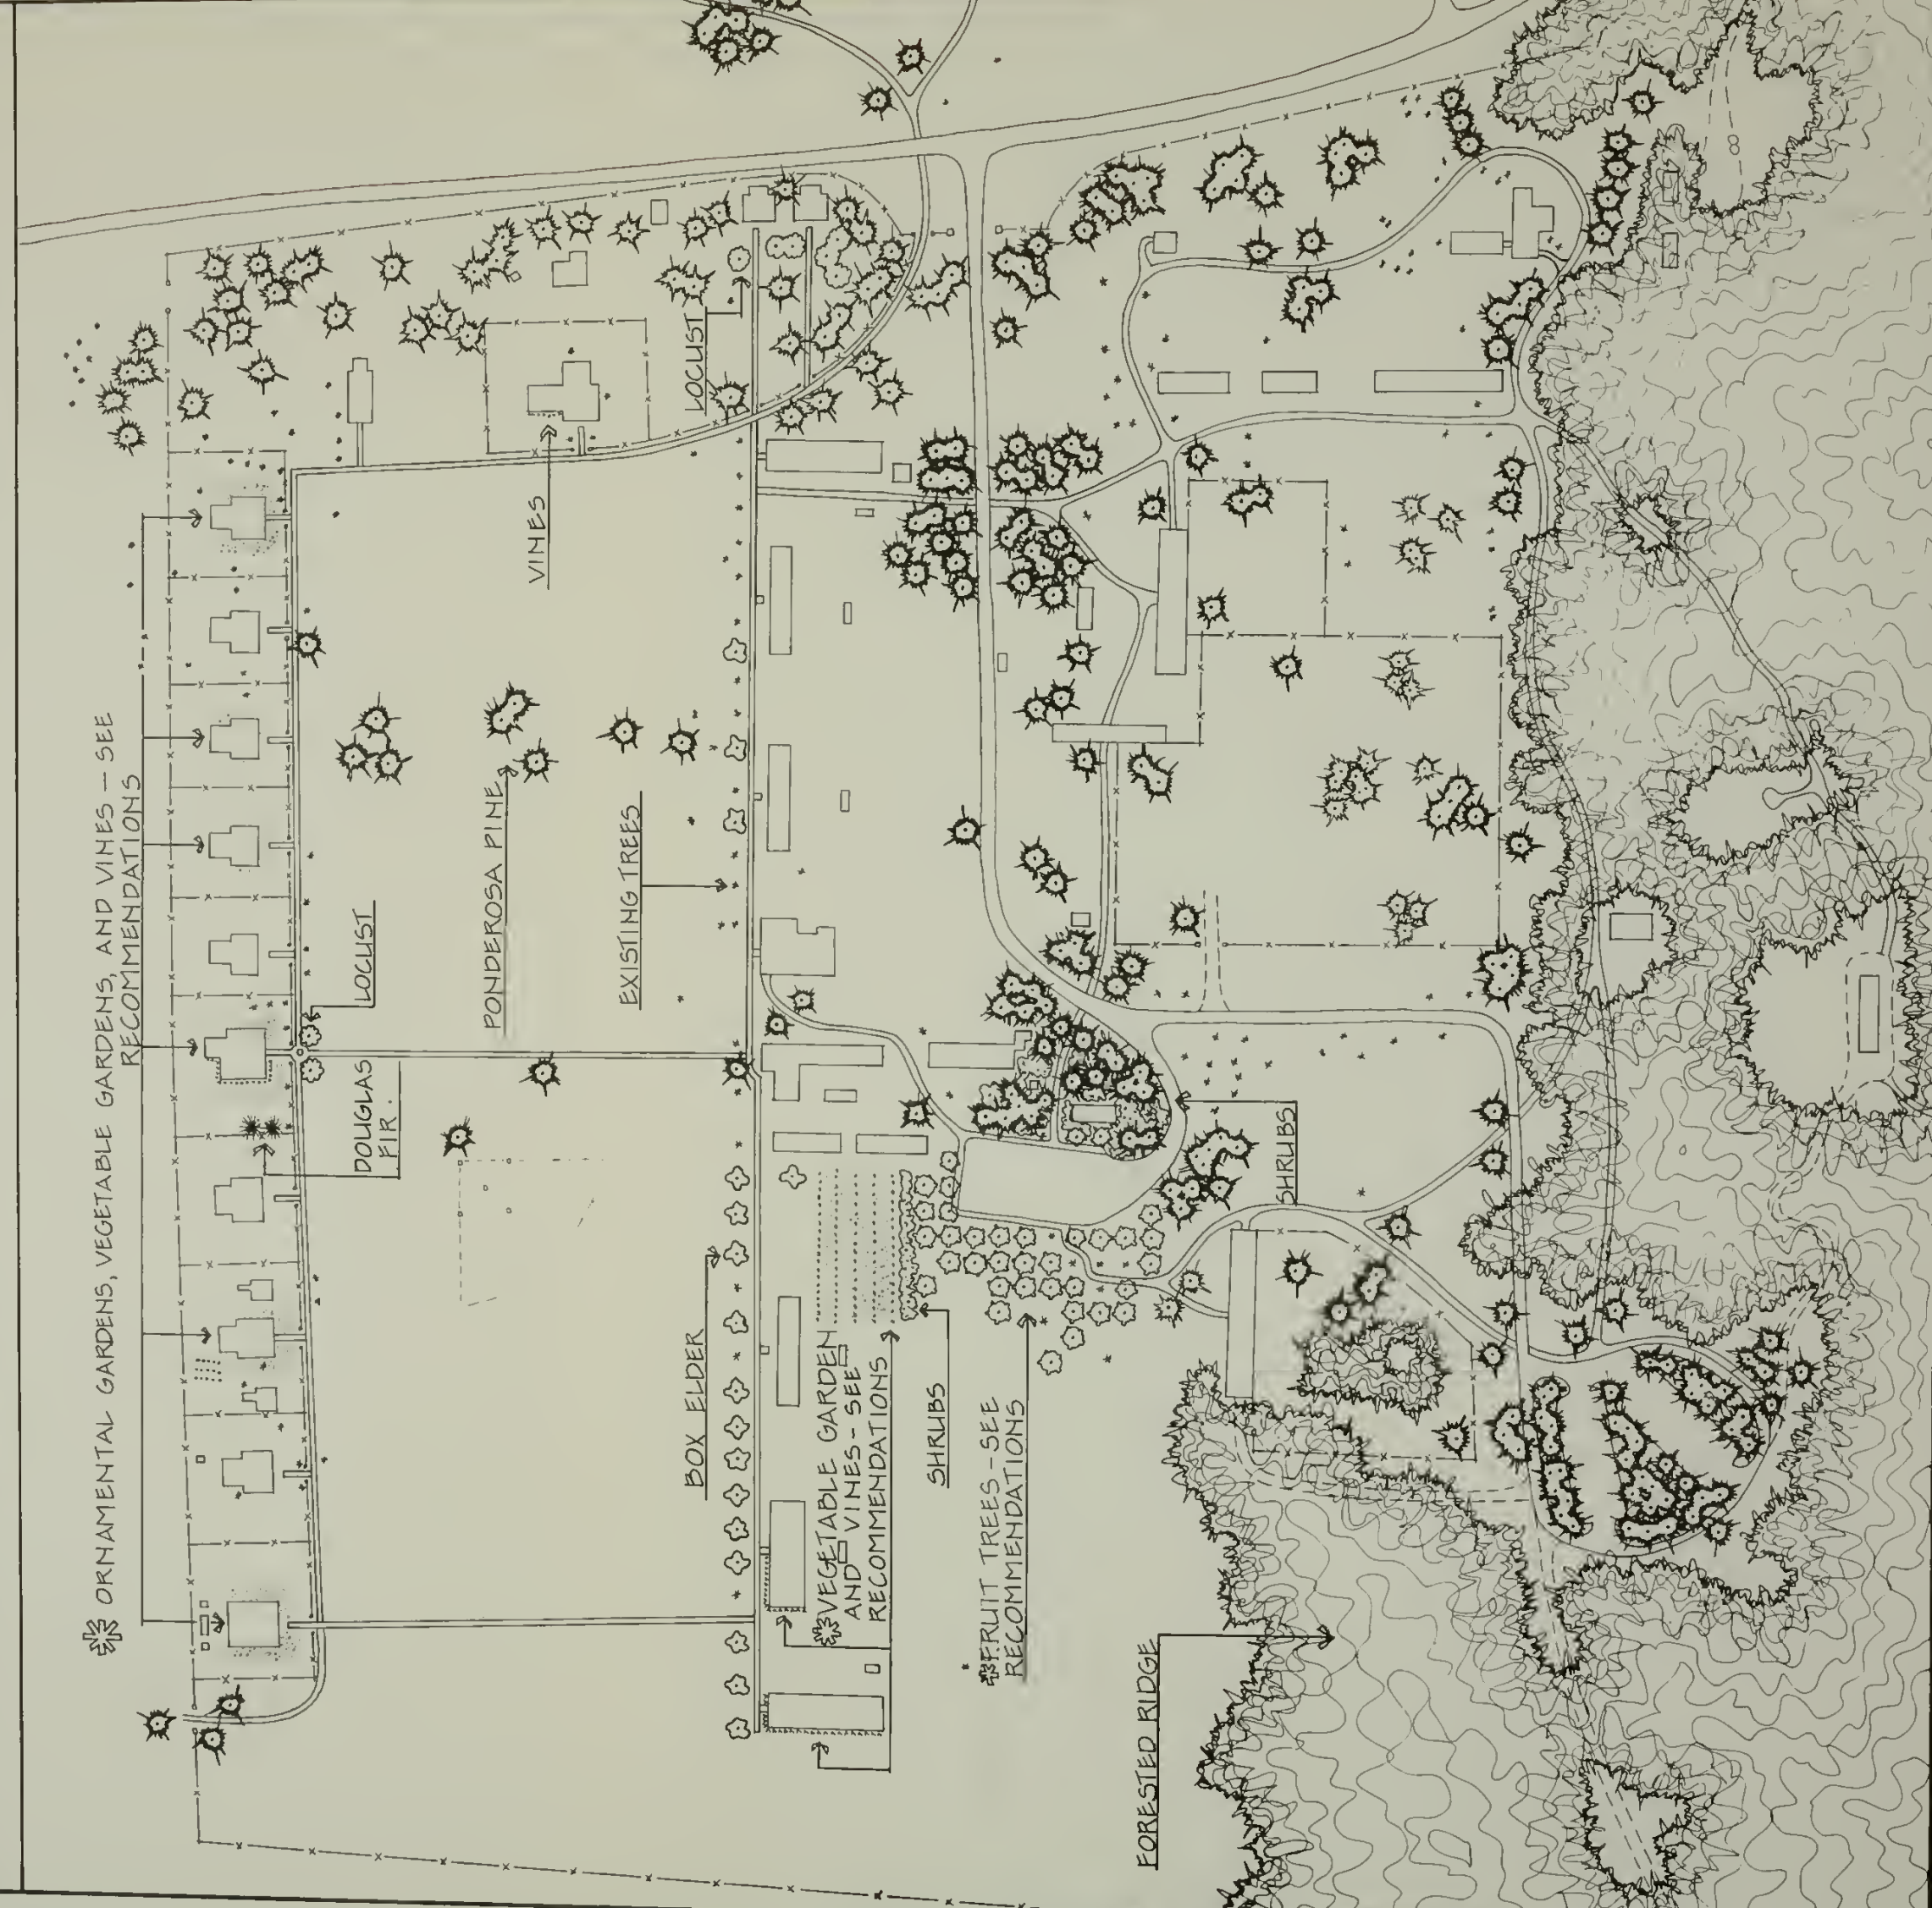 ORNAMENTAL GARDENS, VEGETABLE GARDENS, AND VINES — SEE
RECOMMENDATIONS
DOUGLAS
FIR.
LOCUST
PONDEROSA PINE
VINES
EXISTING TREES
LOCUST
BOX ELDER
VEGETABLE GARDEN
AND VINES - SEE
RECOMMENDATIONS
SHRUBS
FRUIT TREES - SEE
RECOMMENDATIONS
FORESTED RIDGE
SHRUBS